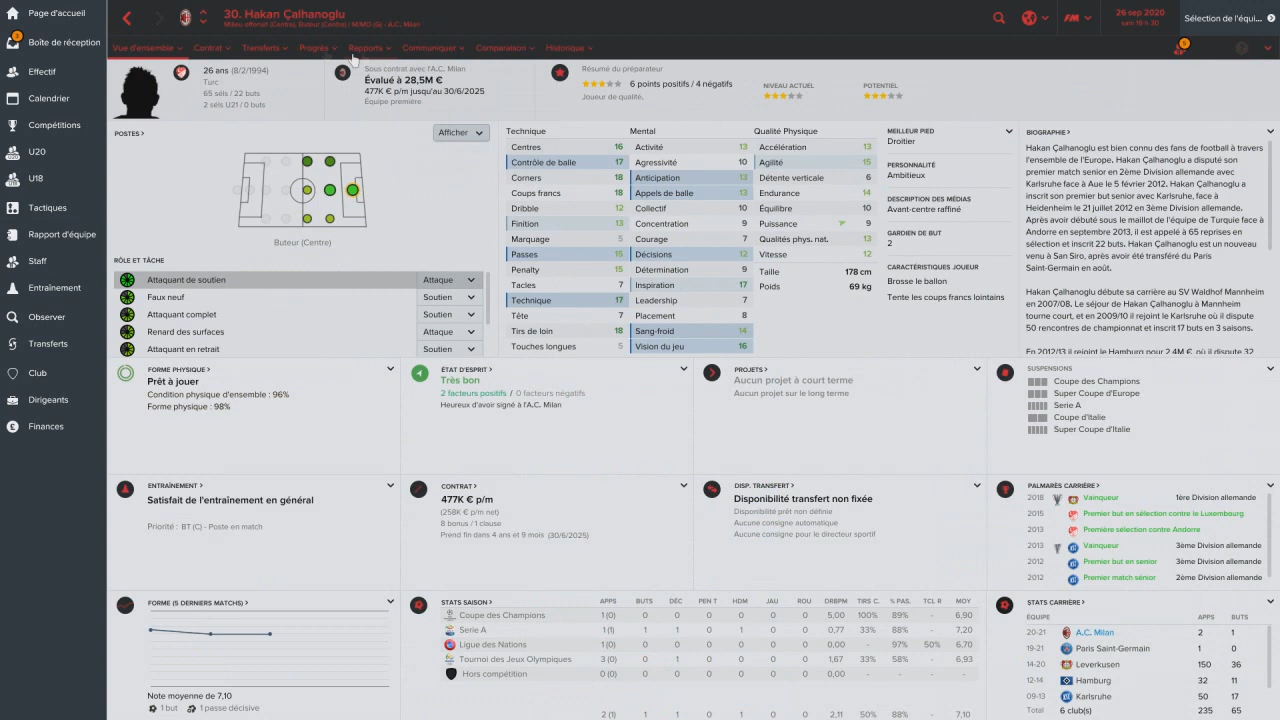 30. Hakan Çalhanoglu
Milieu offensif (Centre), Buteur (Centre) / MIMO (G) - A.C. Milan
FM
26 sep 2020
sam 19 h 30
Sélection de l'équi...
Page d'accueil
Boîte de réception
Effectif
Calendrier
Compétitions
U20
U18
Tactiques
Rapport d'équipe
Staff
Entraînement
Observer
Transferts
Club
Dirigeants
Finances
Vue d'ensemble Contrat Transferts Progrès Rapports Communiquer Comparaison Historique
26 ans (8/2/1994)
Turc
65 séls / 22 buts
2 séls U21 / 0 buts
Sous contrat avec l'A.C. Milan
Évalué à 28,5M €
477K € p/m jusqu'au 30/6/2025
Équipe première
Résumé du préparateur
6 points positifs / 4 négatifs
Joueur de qualité.
NIVEAU ACTUEL
POTENTIEL
POSTES >
Afficher
Buteur (Centre)
RÔLE ET TÂCHE
Attaquant de soutien Attaque
Faux neuf Soutien
Attaquant complet Soutien
Renard des surfaces Attaque
Attaquant en retrait Soutien
Technique
Centres 16
Contrôle de balle 17
Corners 18
Coups francs 18
Dribble 12
Finition 13
Marquage 5
Passes 15
Penalty 15
Tacles 7
Technique 17
Tête 7
Tirs de loin 18
Touches longues 5
Mental
Activité 13
Agressivité 10
Anticipation 13
Appels de balle 13
Collectif 10
Concentration 9
Courage 7
Décisions 12
Détermination 9
Inspiration 17
Leadership 7
Placement 8
Sang-froid 14
Vision du jeu 16
Qualité Physique
Accélération 13
Agilité 15
Détente verticale 6
Endurance 14
Équilibre 10
Puissance 9
Qualités phys. nat. 13
Vitesse 12
Taille 178 cm
Poids 69 kg
MEILLEUR PIED
Droitier
PERSONNALITÉ
Ambitieux
DESCRIPTION DES MÉDIAS
Avant-centre raffiné
GARDIEN DE BUT
2
CARACTÉRISTIQUES JOUEUR
Brosse le ballon
Tente les coups francs lointains
BIOGRAPHIE >
Hakan Çalhanoglu est bien connu des fans de football à travers
l'ensemble de l'Europe. Hakan Çalhanoglu a disputé son
premier match senior en 2ème Division allemande avec
Karlsruhe face à Aue le 5 février 2012. Hakan Çalhanoglu a
inscrit son premier but senior avec Karlsruhe, face à
Heidenheim le 21 juillet 2012 en 3ème Division allemande.
Après avoir débuté sous le maillot de l'équipe de Turquie face à
Andorre en septembre 2013, il est appelé à 65 reprises en
sélection et inscrit 22 buts. Hakan Çalhanoglu est un nouveau
venu à San Siro, après avoir été transféré du Paris
Saint-Germain en août.
Hakan Çalhanoglu débute sa carrière au SV Waldhof Mannheim
en 2007/08. Le séjour de Hakan Çalhanoglu à Mannheim
tourne court, et en 2009/10 il rejoint le Karlsruhe où il dispute
50 rencontres de championnat et inscrit 17 buts en 3 saisons.
En 2012/13 il rejoint le Hamburg pour 2,4M €, où il dispute 32
FORME PHYSIQUE >
Prêt à jouer
Condition physique d'ensemble : 96%
Forme physique : 98%
ÉTAT D'ESPRIT >
Très bon
2 facteurs positifs / 0 facteurs négatifs
Heureux d'avoir signé à l'A.C. Milan
PROJETS >
Aucun projet à court terme
Aucun projet sur le long terme
SUSPENSIONS
Coupe des Champions
Super Coupe d'Europe
Serie A
Coupe d'Italie
Super Coupe d'Italie
ENTRAÎNEMENT >
Satisfait de l'entraînement en général
Priorité : BT (C) - Poste en match
CONTRAT >
477K € p/m
(258K € p/m net)
8 bonus / 1 clause
Prend fin dans 4 ans et 9 mois (30/6/2025)
DISP. TRANSFERT >
Disponibilité transfert non fixée
Disponibilité prêt non définie
Aucune consigne automatique
Aucune consigne pour le directeur sportif
PALMARÈS CARRIÈRE >
2018 Vainqueur 1ère Division allemande
2015 Premier but en sélection contre le Luxembourg
2013 Première sélection contre Andorre
2013 Vainqueur 3ème Division allemande
2012 Premier but en senior 3ème Division allemande
2012 Premier match sénior 2ème Division allemande
FORME (5 DERNIERS MATCHS) >
Note moyenne de 7,10
1 but 1 passe décisive
STATS SAISON > APPS BUTS DÉC PEN T HDM JAU ROU DRBPM TIRS C. % PAS. TCL R MOY
Coupe des Champions 1 (0) 0 0 0 0 0 0 5,00 100% 89% - 6,90
Serie A 1 (1) 1 1 0 1 0 0 0,77 33% 88% - 7,20
Ligue des Nations 1 (0) 0 0 0 0 0 0 0,00 - 97% 50% 6,70
Tournoi des Jeux Olympiques 3 (0) 0 1 0 0 0 0 1,67 33% 58% - 6,93
Hors compétition 0 (0) 0 0 0 0 0 0 0,00 - - - -
2 (1) 1 1 0 1 0 0 2,11 50% 88% - 7,10
STATS CARRIÈRE >
ÉQUIPE APPS BUTS
20-21 A.C. Milan 2 1
19-21 Paris Saint-Germain 1 0
14-20 Leverkusen 150 36
12-14 Hamburg 32 11
09-13 Karlsruhe 50 17
Total 6 club(s) 235 65